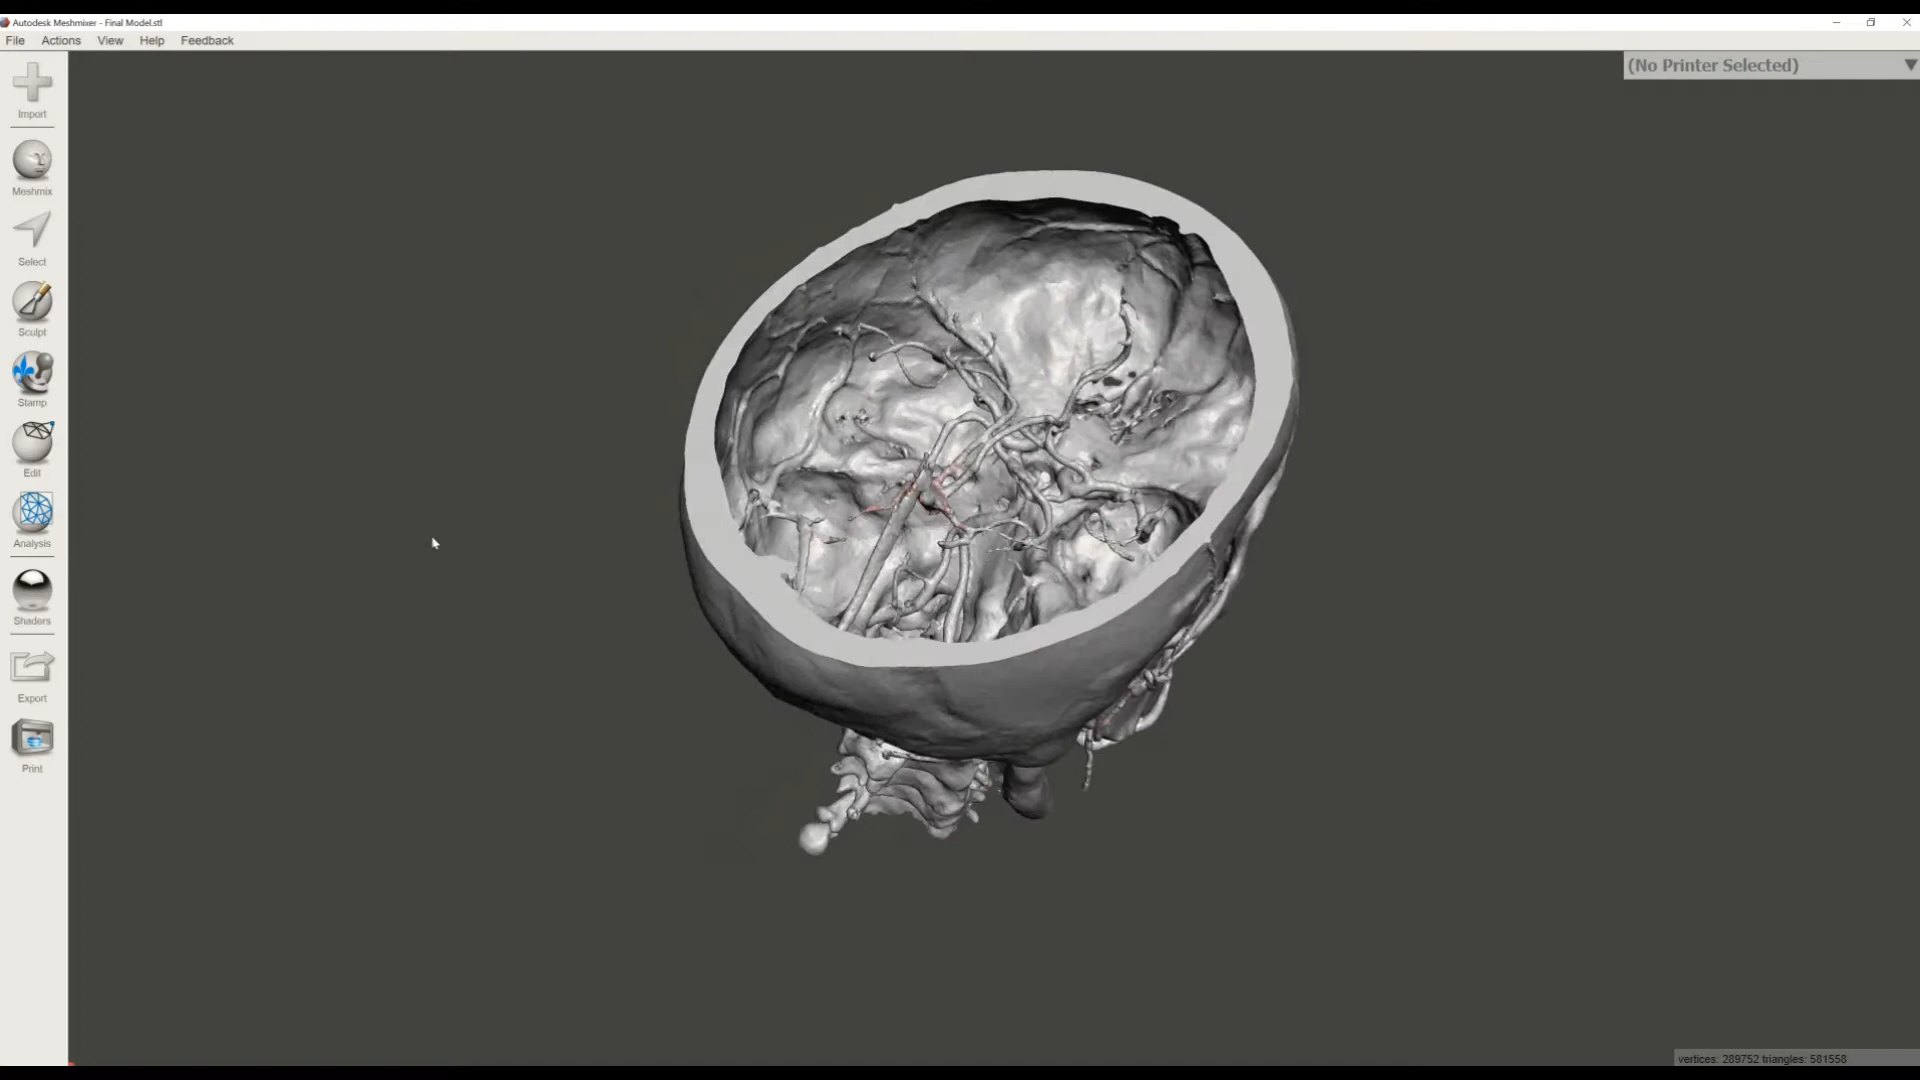 Autodesk Meshmixer - Final Model.stl
File Actions View Help Feedback
(No Printer Selected)
Import
Meshmix
Select
Sculpt
Stamp
Edit
Analysis
Shaders
Export
Print
vertices: 289752 triangles: 581558